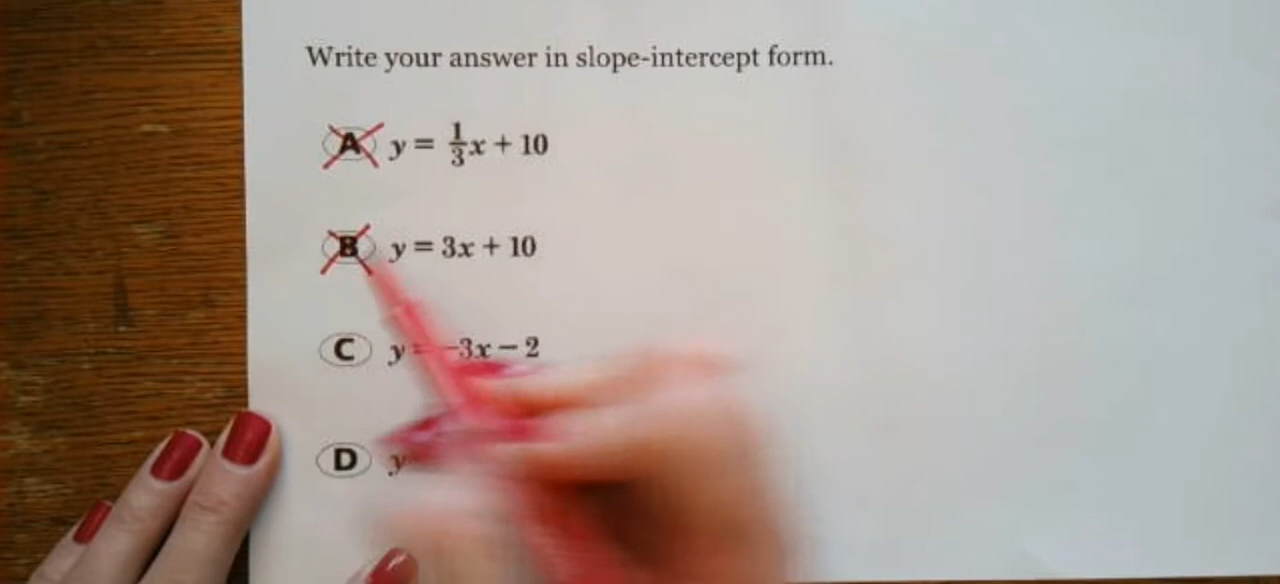 Write your answer in slope-intercept form.
A y = 1/3x + 10
B y = 3x + 10
C y = -3x - 2
D y